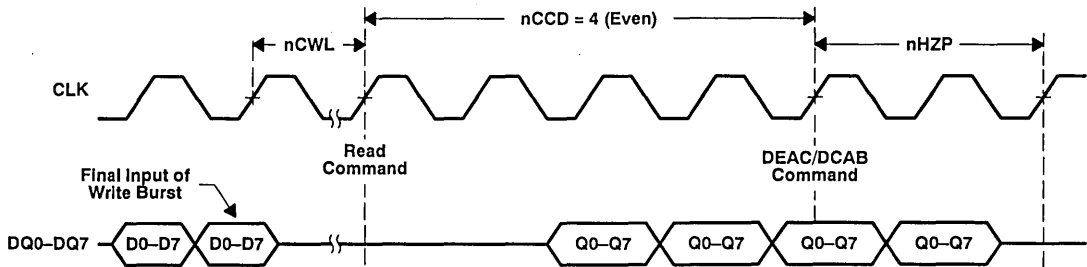 nCCD = 4 (Even)
nCWL
nHZP
CLK
Read
Command
DEAC/DCAB
Command
Final Input of
Write Burst
DQ0–DQ7
D0–D7
D0–D7
Q0–Q7
Q0–Q7
Q0–Q7
Q0–Q7